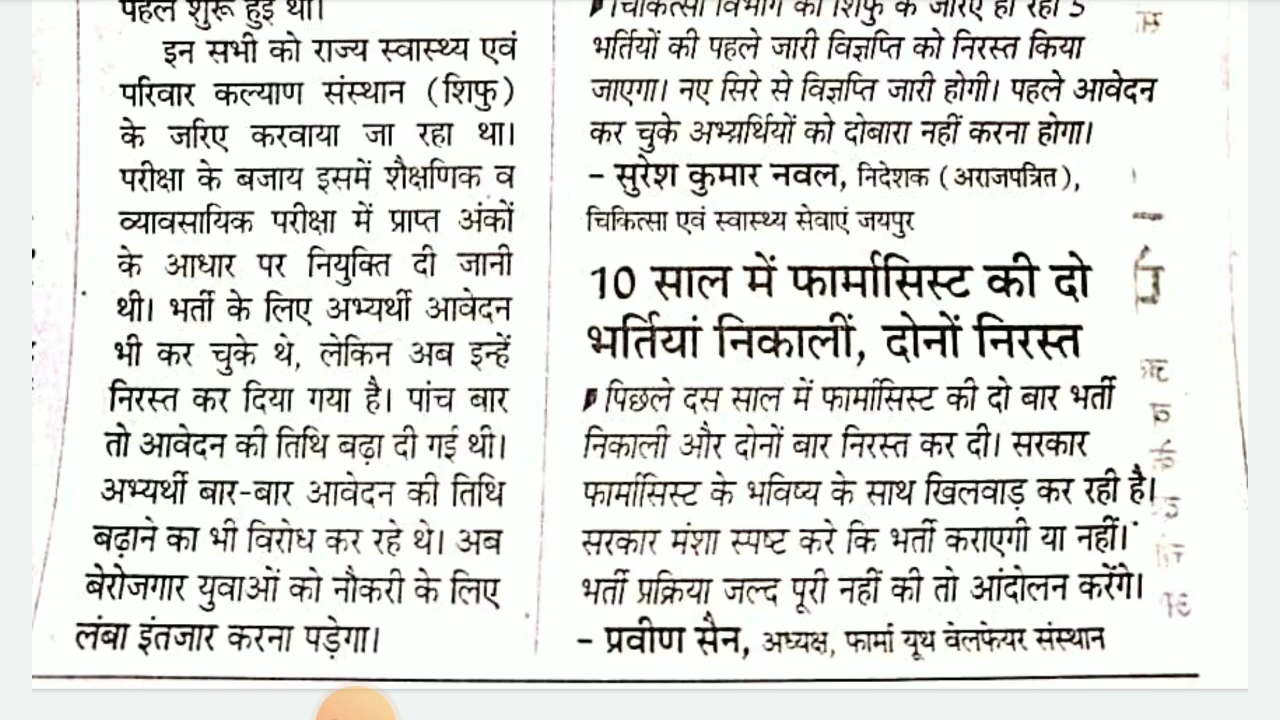 पहले शुरू हुई थी।
इन सभी को राज्य स्वास्थ्य एवं
परिवार कल्याण संस्थान (शिफु)
के जरिए करवाया जा रहा था।
परीक्षा के बजाय इसमें शैक्षणिक व
व्यावसायिक परीक्षा में प्राप्त अंकों
के आधार पर नियुक्ति दी जानी
थी। भर्ती के लिए अभ्यर्थी आवेदन
भी कर चुके थे, लेकिन अब इन्हें
निरस्त कर दिया गया है। पांच बार
तो आवेदन की तिथि बढ़ा दी गई थी।
अभ्यर्थी बार-बार आवेदन की तिथि
बढ़ाने का भी विरोध कर रहे थे। अब
बेरोजगार युवाओं को नौकरी के लिए
लंबा इंतजार करना पड़ेगा।
चिकित्सा विभाग की शिफु के जरिए हो रही 5
भर्तियों की पहले जारी विज्ञप्ति को निरस्त किया
जाएगा। नए सिरे से विज्ञप्ति जारी होगी। पहले आवेदन
कर चुके अभ्यर्थियों को दोबारा नहीं करना होगा।
- सुरेश कुमार नवल, निदेशक (अराजपत्रित),
चिकित्सा एवं स्वास्थ्य सेवाएं जयपुर
10 साल में फार्मासिस्ट की दो
भर्तियां निकालीं, दोनों निरस्त
पिछले दस साल में फार्मासिस्ट की दो बार भर्ती
निकाली और दोनों बार निरस्त कर दी। सरकार
फार्मासिस्ट के भविष्य के साथ खिलवाड़ कर रही है।
सरकार मंशा स्पष्ट करे कि भर्ती कराएगी या नहीं।
भर्ती प्रक्रिया जल्द पूरी नहीं की तो आंदोलन करेंगे।
- प्रवीण सैन, अध्यक्ष, फार्मा यूथ वेलफेयर संस्थान